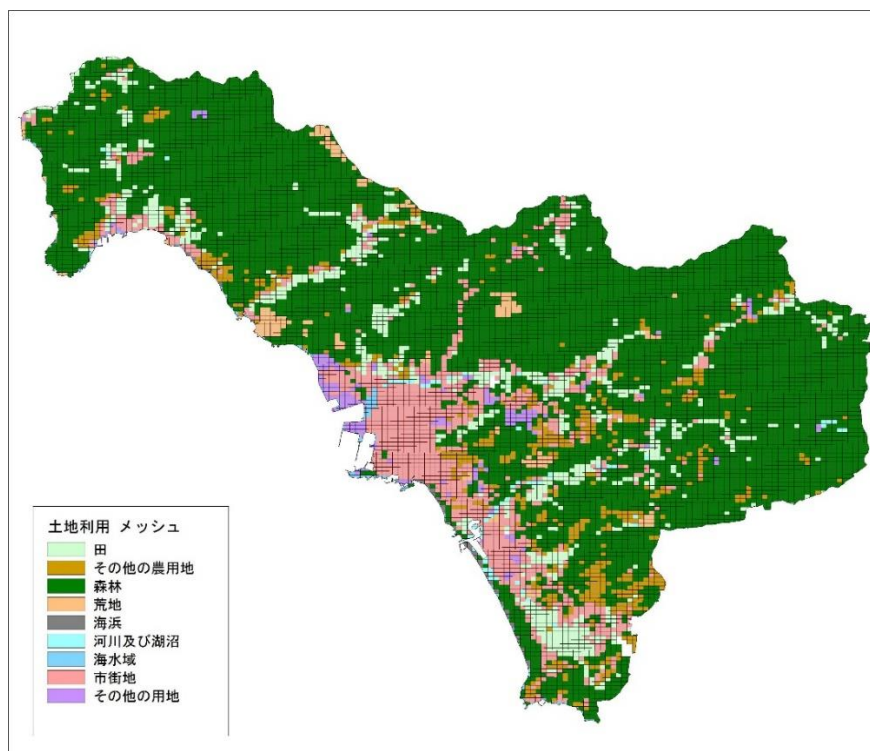 土地利用 メッシュ
田
その他の農用地
森林
荒地
海浜
河川及び湖沼
海水域
市街地
その他の用地